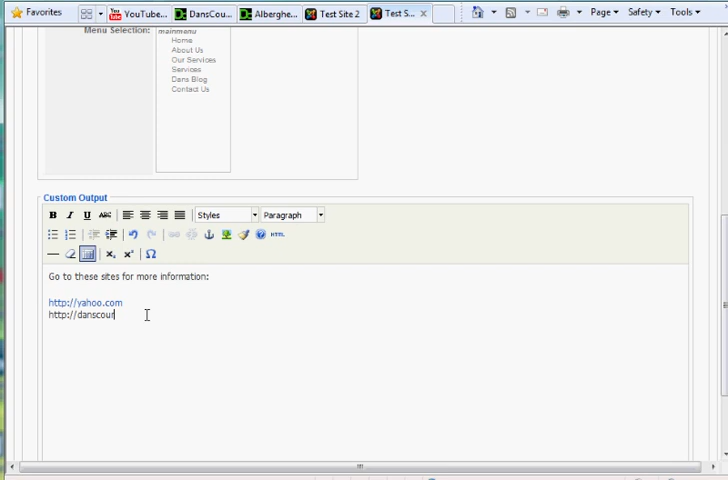 Favorites
YouTube...
DansCou...
Alberghe...
Test Site 2
Test S...
Page
Safety
Tools
Menu Selection:
mainmenu
Home
About Us
Our Services
Services
Dans Blog
Contact Us
Custom Output
B I U ABC
Styles
Paragraph
HTML
Go to these sites for more information:
http://yahoo.com
http://danscour